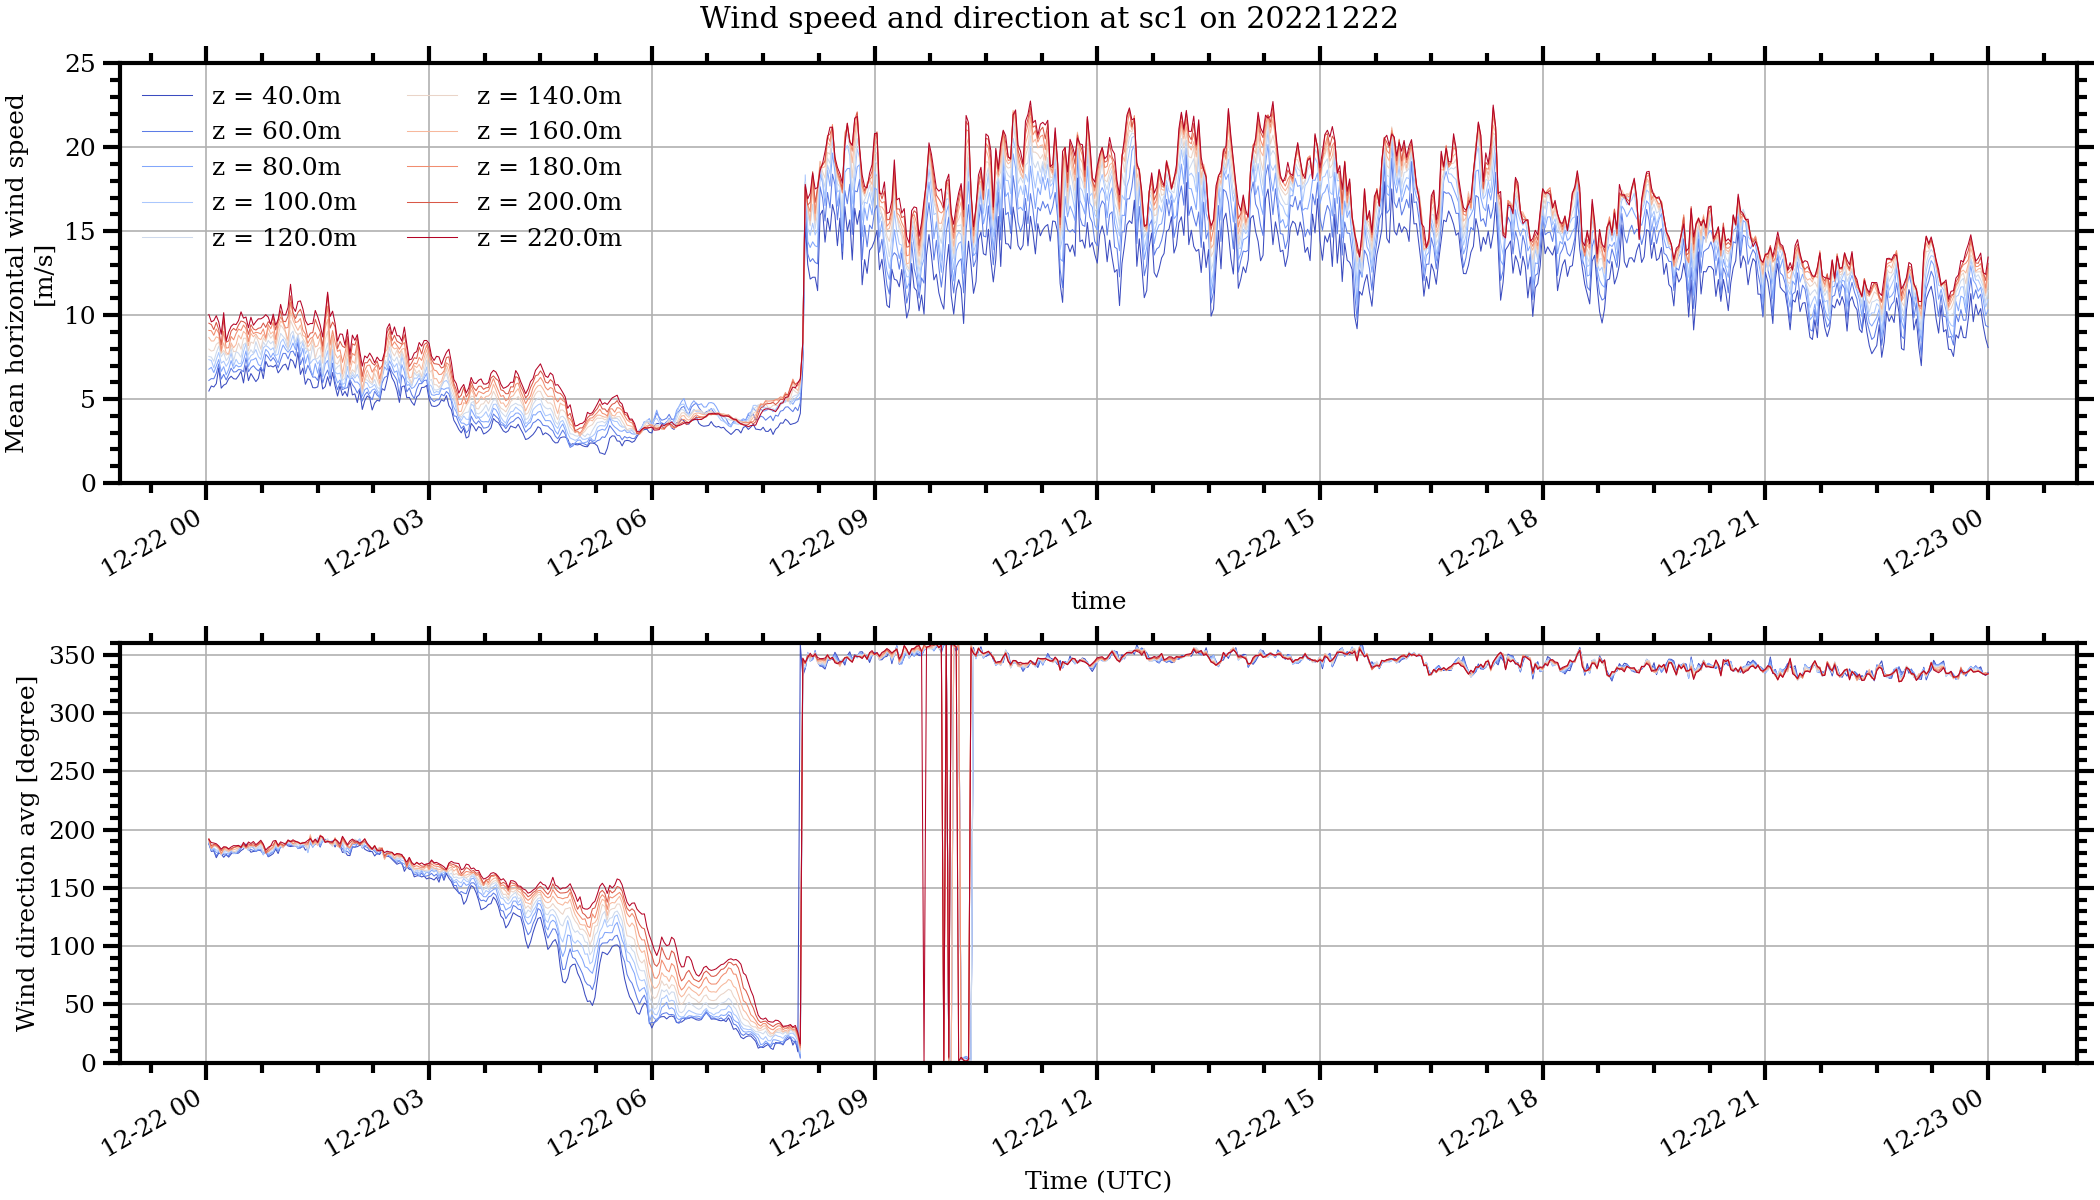 Wind speed and direction at sc1 on 20221222
Mean horizontal wind speed
[m/s]
25
20
15
10
5
0
z = 40.0m
z = 60.0m
z = 80.0m
z = 100.0m
z = 120.0m
z = 140.0m
z = 160.0m
z = 180.0m
z = 200.0m
z = 220.0m
12-22 00
12-22 03
12-22 06
12-22 09
12-22 12
12-22 15
12-22 18
12-22 21
12-23 00
time
Wind direction avg [degree]
350
300
250
200
150
100
50
0
12-22 00
12-22 03
12-22 06
12-22 09
12-22 12
12-22 15
12-22 18
12-22 21
12-23 00
Time (UTC)